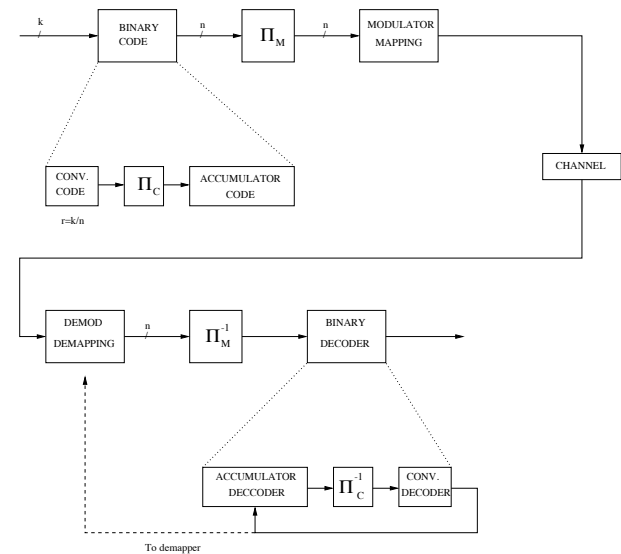 k
BINARY
CODE
n
Π_M
n
MODULATOR
MAPPING
CHANNEL
CONV.
CODE
Π_C
ACCUMULATOR
CODE
r=k/n
DEMOD
DEMAPPING
n
Π_M^-1
BINARY
DECODER
ACCUMULATOR
DECCODER
Π_C^-1
CONV.
DECODER
To demapper